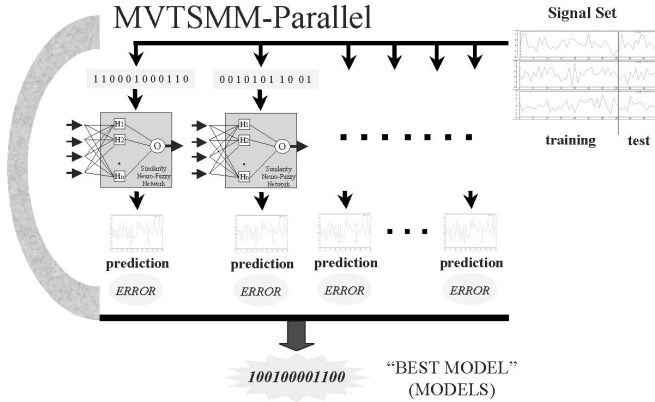 MVTSMM-Parallel
Signal Set
training test
110001000110
0010101 10 01
H1
H2
Hn
O
Similarity
Neuro-Fuzzy
Network
H1
H2
Hn
O
Similarity
Neuro-Fuzzy
Network
prediction
prediction
prediction
prediction
ERROR
ERROR
ERROR
ERROR
100100001100
“BEST MODEL”
(MODELS)